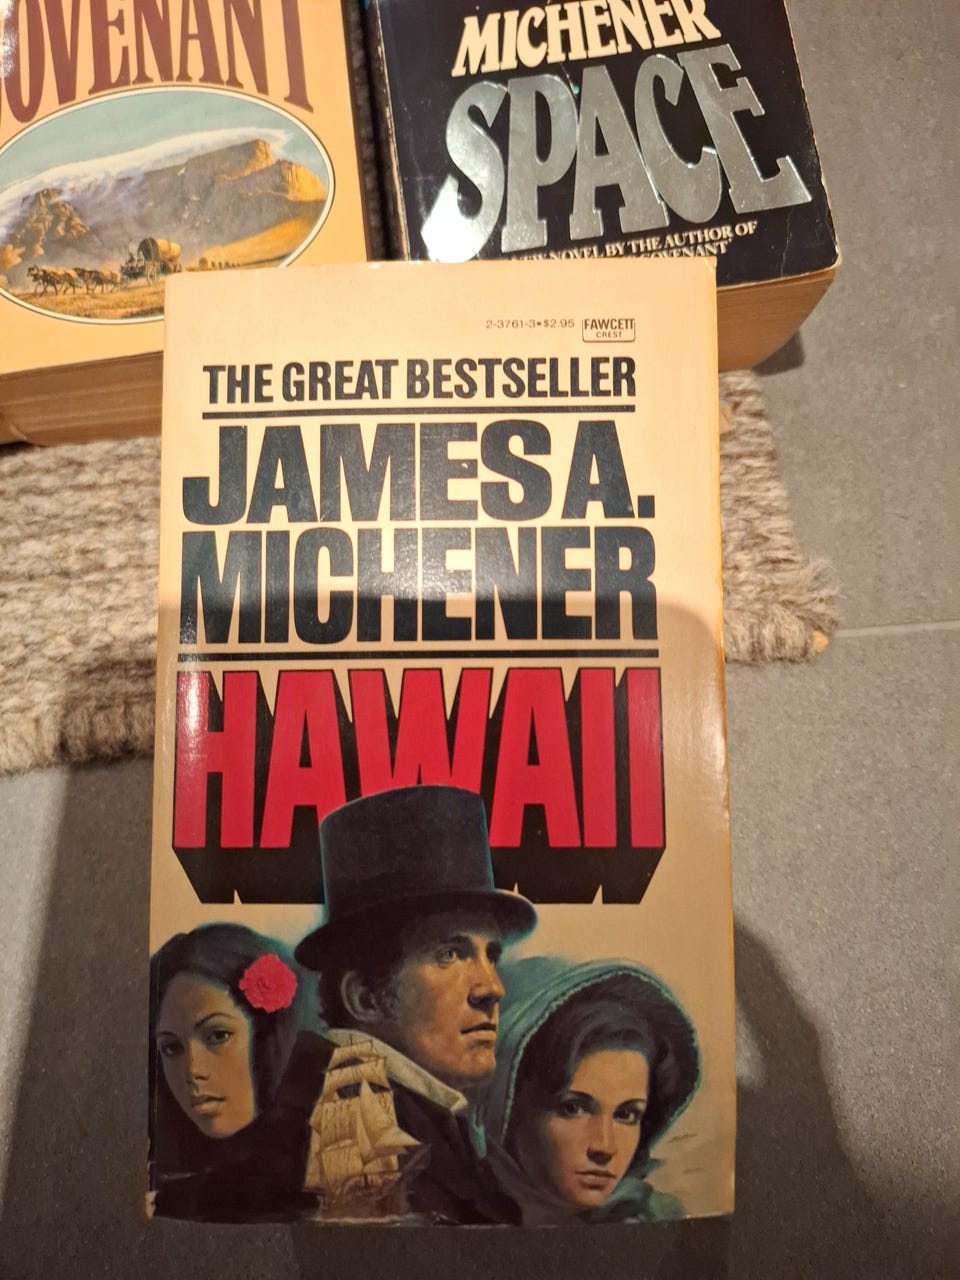 OVENANT
MICHENER
SPACE
NOVEL BY THE AUTHOR OF
COVENANT'
2-3761-3•$2.95
FAWCETT
CREST
THE GREAT BESTSELLER
JAMES A.
MICHENER
HAWAII